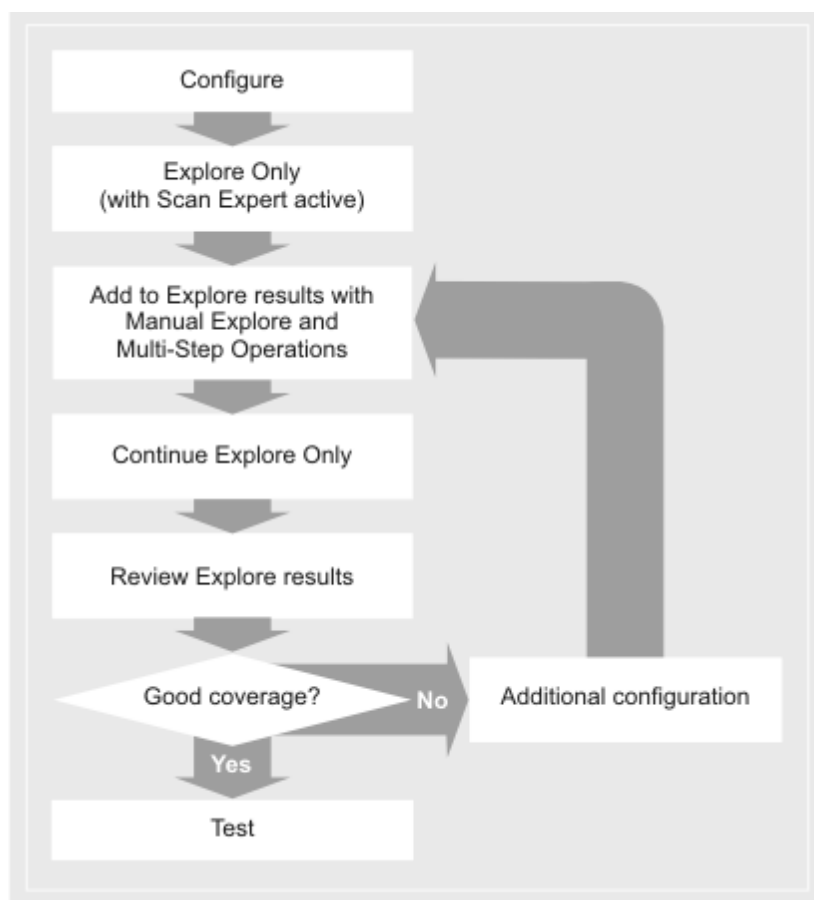 Configure
Explore Only
(with Scan Expert active)
Add to Explore results with
Manual Explore and
Multi-Step Operations
Continue Explore Only
Review Explore results
Good coverage?
No
Additional configuration
Yes
Test